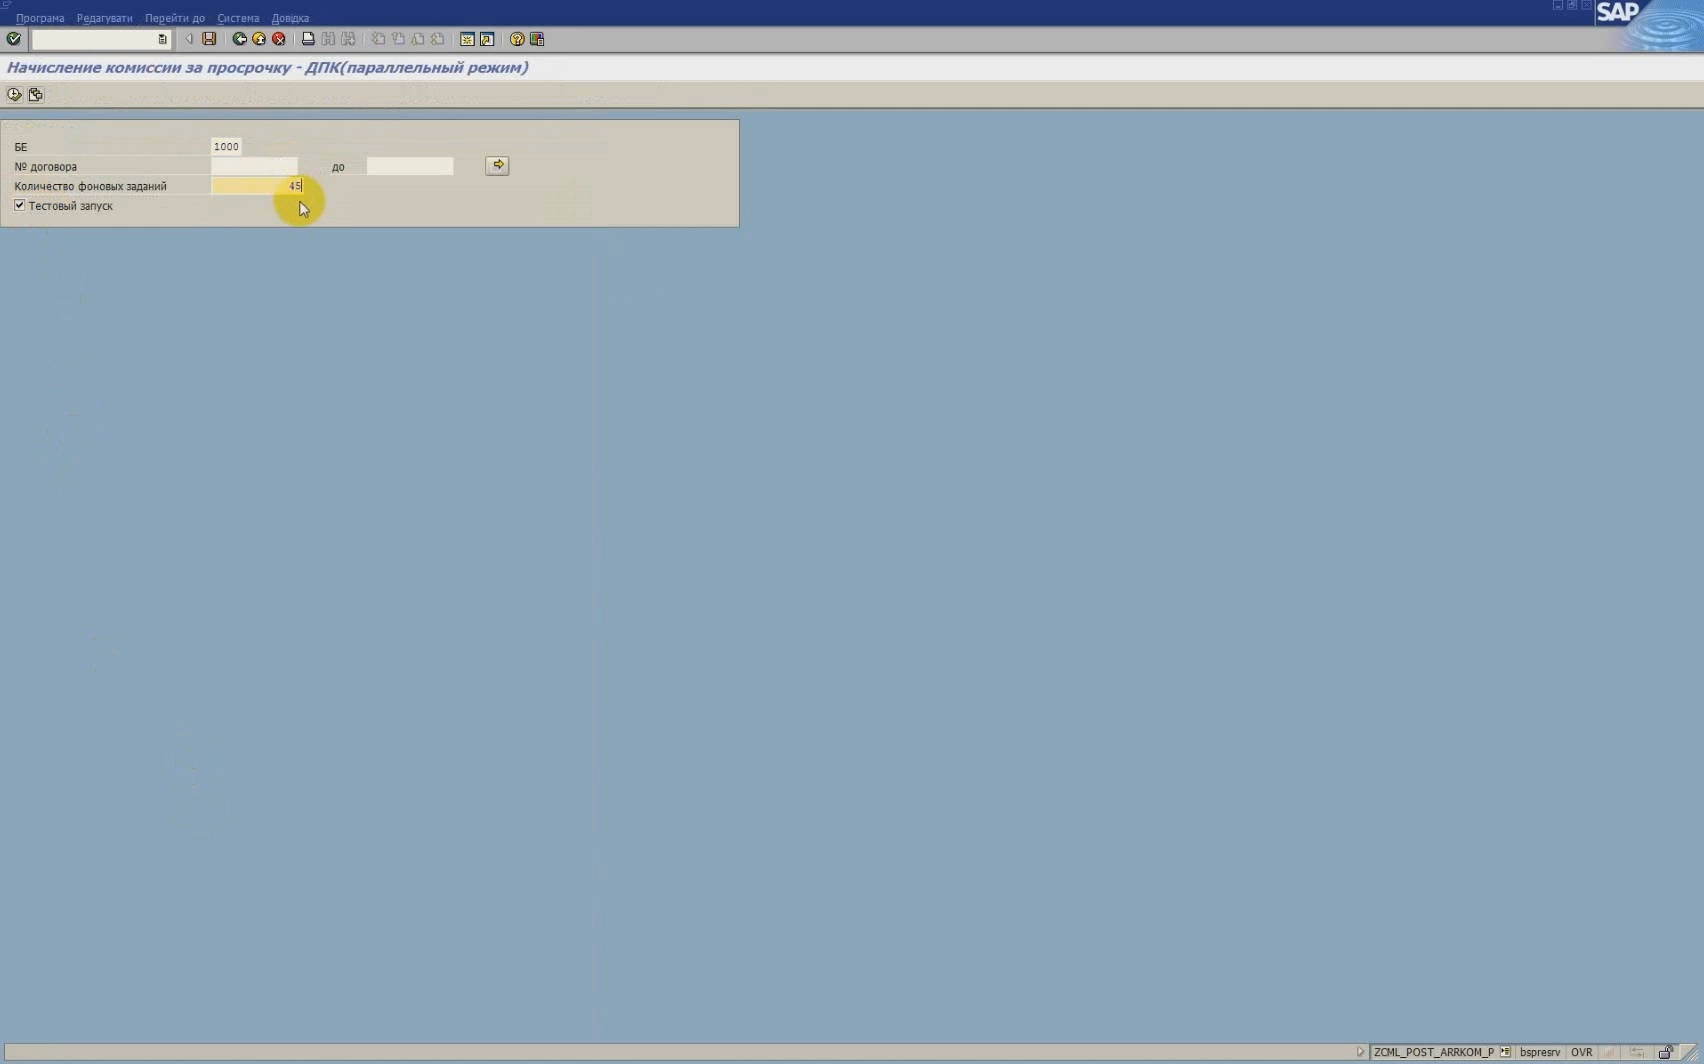 Програма Редагувати Перейти до Система Довідка
SAP
Начисление комиссии за просрочку - ДПК(параллельный режим)
БЕ 1000
№ договора до
Количество фоновых заданий 45
Тестовый запуск
ZCML_POST_ARRKOM_P bspresrv OVR